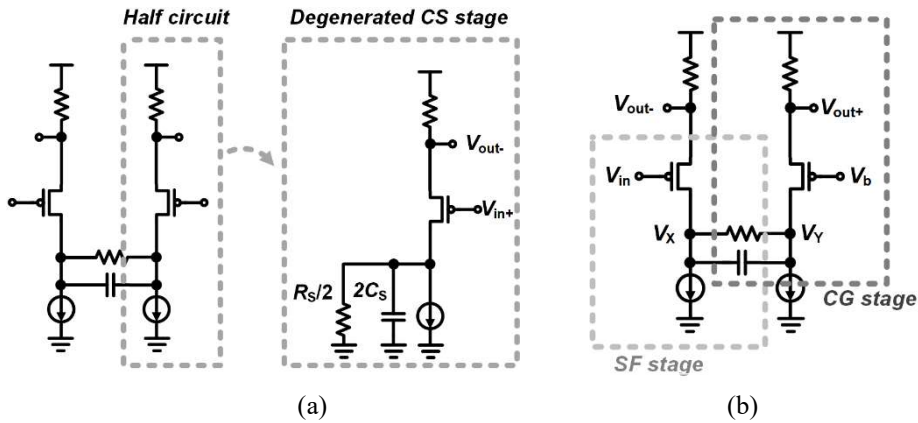 Half circuit
Degenerated CS stage
Vout-
Vin+
RS/2
2CS
(a)
Vout-
Vout+
Vin
Vb
VX
VY
CG stage
SF stage
(b)